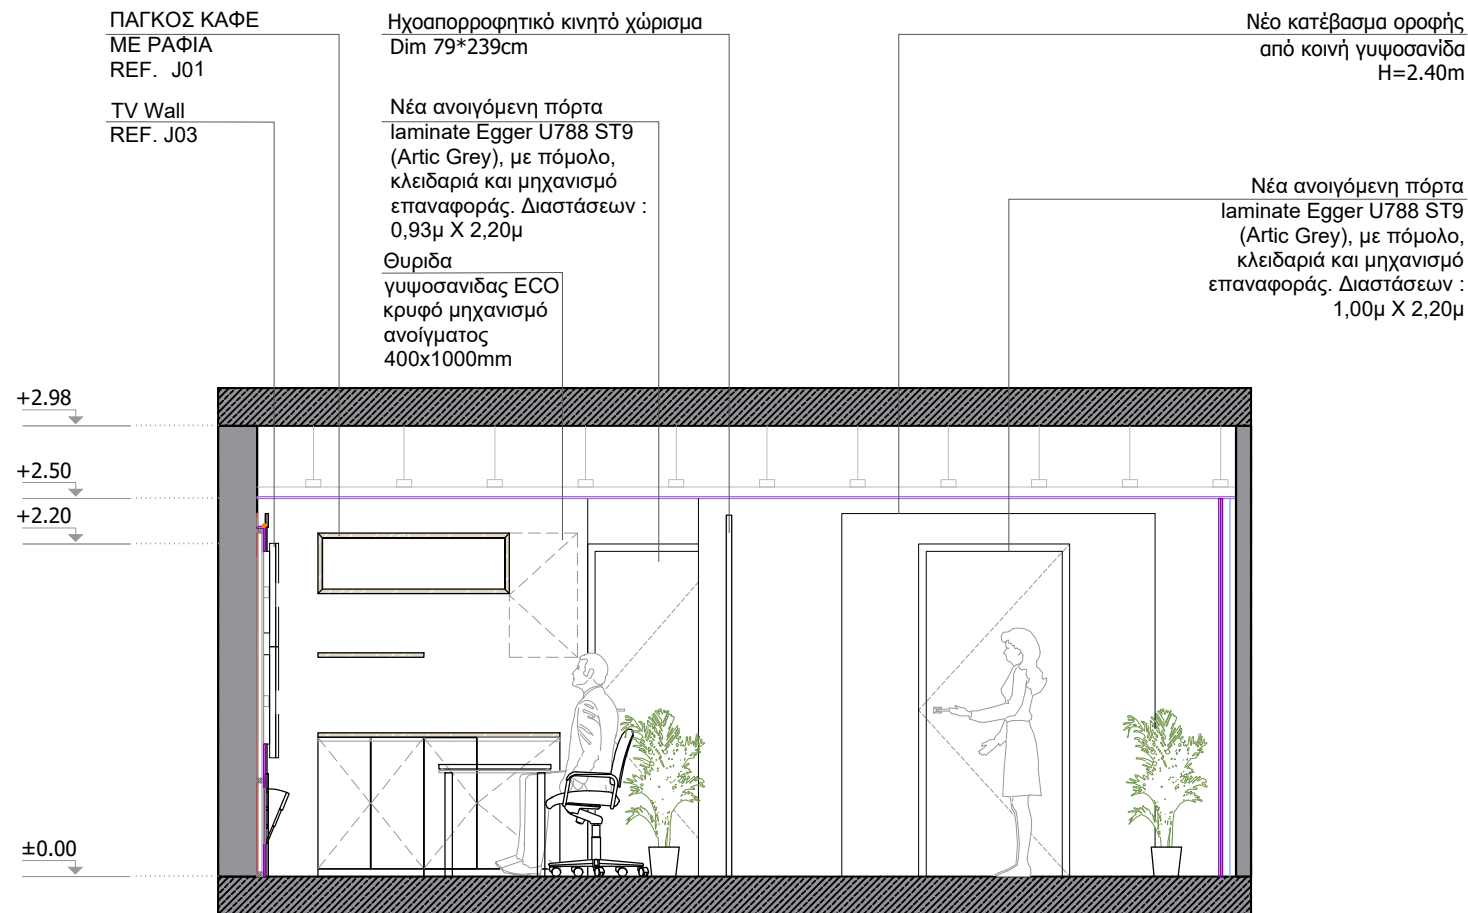 ΠΑΓΚΟΣ ΚΑΦΕ
ΜΕ ΡΑΦΙΑ
REF. J01
TV Wall
REF. J03
Ηχοαπορροφητικό κινητό χώρισμα
Dim 79*239cm
Νέα ανοιγόμενη πόρτα
laminate Egger U788 ST9
(Artic Grey), με πόμολο,
κλειδαριά και μηχανισμό
επαναφοράς. Διαστάσεων :
0,93μ Χ 2,20μ
Θυριδα
γυψοσανιδας ECO
κρυφό μηχανισμό
ανοίγματος
400x1000mm
Νέο κατέβασμα οροφής
από κοινή γυψοσανίδα
H=2.40m
Νέα ανοιγόμενη πόρτα
laminate Egger U788 ST9
(Artic Grey), με πόμολο,
κλειδαριά και μηχανισμό
επαναφοράς. Διαστάσεων :
1,00μ Χ 2,20μ
+2.98
+2.50
+2.20
±0.00